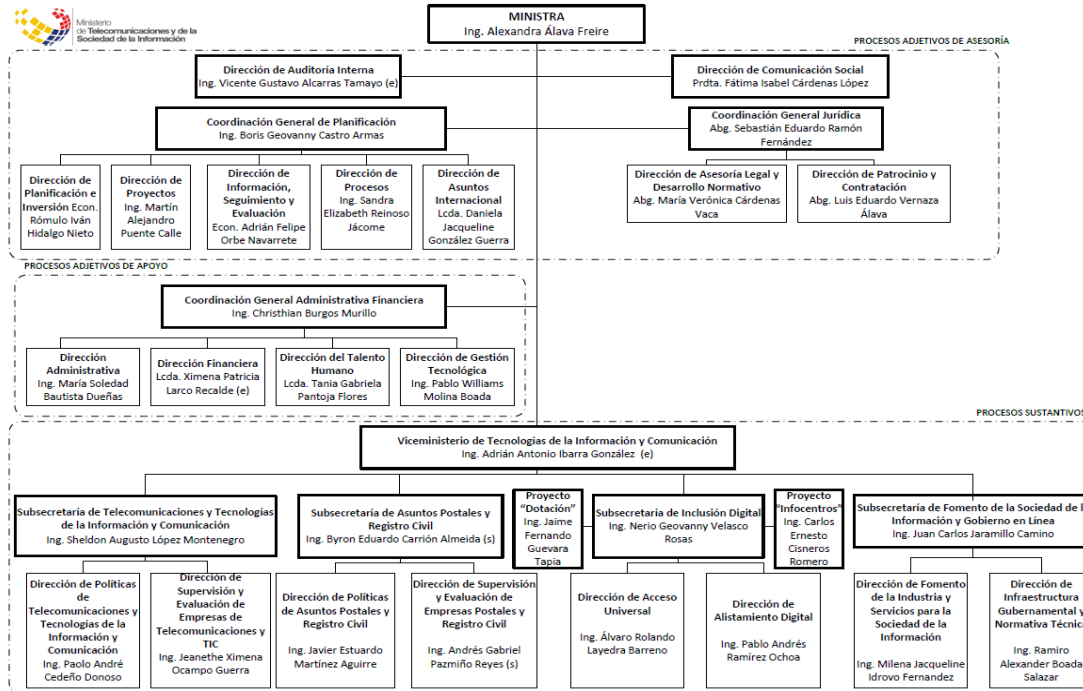 Ministerio
de Telecomunicaciones y de la
Sociedad de la Información
MINISTRA
Ing. Alexandra Álava Freire
PROCESOS ADJETIVOS DE ASESORÍA
Dirección de Auditoría Interna
Ing. Vicente Gustavo Alcarras Tamayo (e)
Dirección de Comunicación Social
Prdta. Fátima Isabel Cárdenas López
Coordinación General de Planificación
Ing. Boris Geovanny Castro Armas
Coordinación General Jurídica
Abg. Sebastián Eduardo Ramón
Fernández
Dirección de
Planificación e
Inversión Econ.
Rómulo Iván
Hidalgo Nieto
Dirección de
Proyectos
Ing. Martín
Alejandro
Puente Calle
Dirección de
Información,
Seguimiento y
Evaluación
Econ. Adrián Felipe
Orbe Navarrete
Dirección de
Procesos
Ing. Sandra
Elizabeth Reinoso
Jácome
Dirección de
Asuntos
Internacional
Lcda. Daniela
Jacqueline
González Guerra
Dirección de Asesoría Legal y
Desarrollo Normativo
Abg. María Verónica Cárdenas
Vaca
Dirección de Patrocinio y
Contratación
Abg. Luis Eduardo Vernaza
Álava
PROCESOS ADJETIVOS DE APOYO
Coordinación General Administrativa Financiera
Ing. Christhian Burgos Murillo
Dirección
Administrativa
Ing. María Soledad
Bautista Dueñas
Dirección Financiera
Lcda. Ximena Patricia
Larco Recalde (e)
Dirección del Talento
Humano
Lcda. Tania Gabriela
Pantoja Flores
Dirección de Gestión
Tecnológica
Ing. Pablo Williams
Molina Boada
PROCESOS SUSTANTIVOS
Viceministerio de Tecnologías de la Información y Comunicación
Ing. Adrián Antonio Ibarra González (e)
Subsecretaría de Telecomunicaciones y Tecnologías
de la Información y Comunicación
Ing. Sheldon Augusto López Montenegro
Subsecretaría de Asuntos Postales y
Registro Civil
Ing. Byron Eduardo Carrión Almeida (s)
Proyecto
"Dotación"
Ing. Jaime
Fernando
Guevara
Tapia
Subsecretaría de Inclusión Digital
Ing. Nerio Geovanny Velasco
Rosas
Proyecto
"Infocentros"
Ing. Carlos
Ernesto
Cisneros
Romero
Subsecretaría de Fomento de la Sociedad de la
Información y Gobierno en Línea
Ing. Juan Carlos Jaramillo Camino
Dirección de Políticas
de
Telecomunicaciones y
Tecnologías de la
Información y
Comunicación
Ing. Paolo André
Cedeño Donoso
Dirección de
Supervisión y
Evaluación de
Empresas de
Telecomunicaciones y
TIC
Ing. Jeanethe Ximena
Ocampo Guerra
Dirección de Políticas
de Asuntos Postales y
Registro Civil
Ing. Javier Estuardo
Martínez Aguirre
Dirección de Supervisión
y Evaluación de
Empresas Postales y
Registro Civil
Ing. Andrés Gabriel
Pazmiño Reyes (s)
Dirección de Acceso
Universal
Ing. Álvaro Rolando
Layedra Barreno
Dirección de
Alistamiento Digital
Ing. Pablo Andrés
Ramírez Ochoa
Dirección de Fomento
de la Industria y
Servicios para la
Sociedad de la
Información
Ing. Milena Jacqueline
Idrovo Fernandez
Dirección de
Infraestructura
Gubernamental y
Normativa Técnica
Ing. Ramiro
Alexander Boada
Salazar